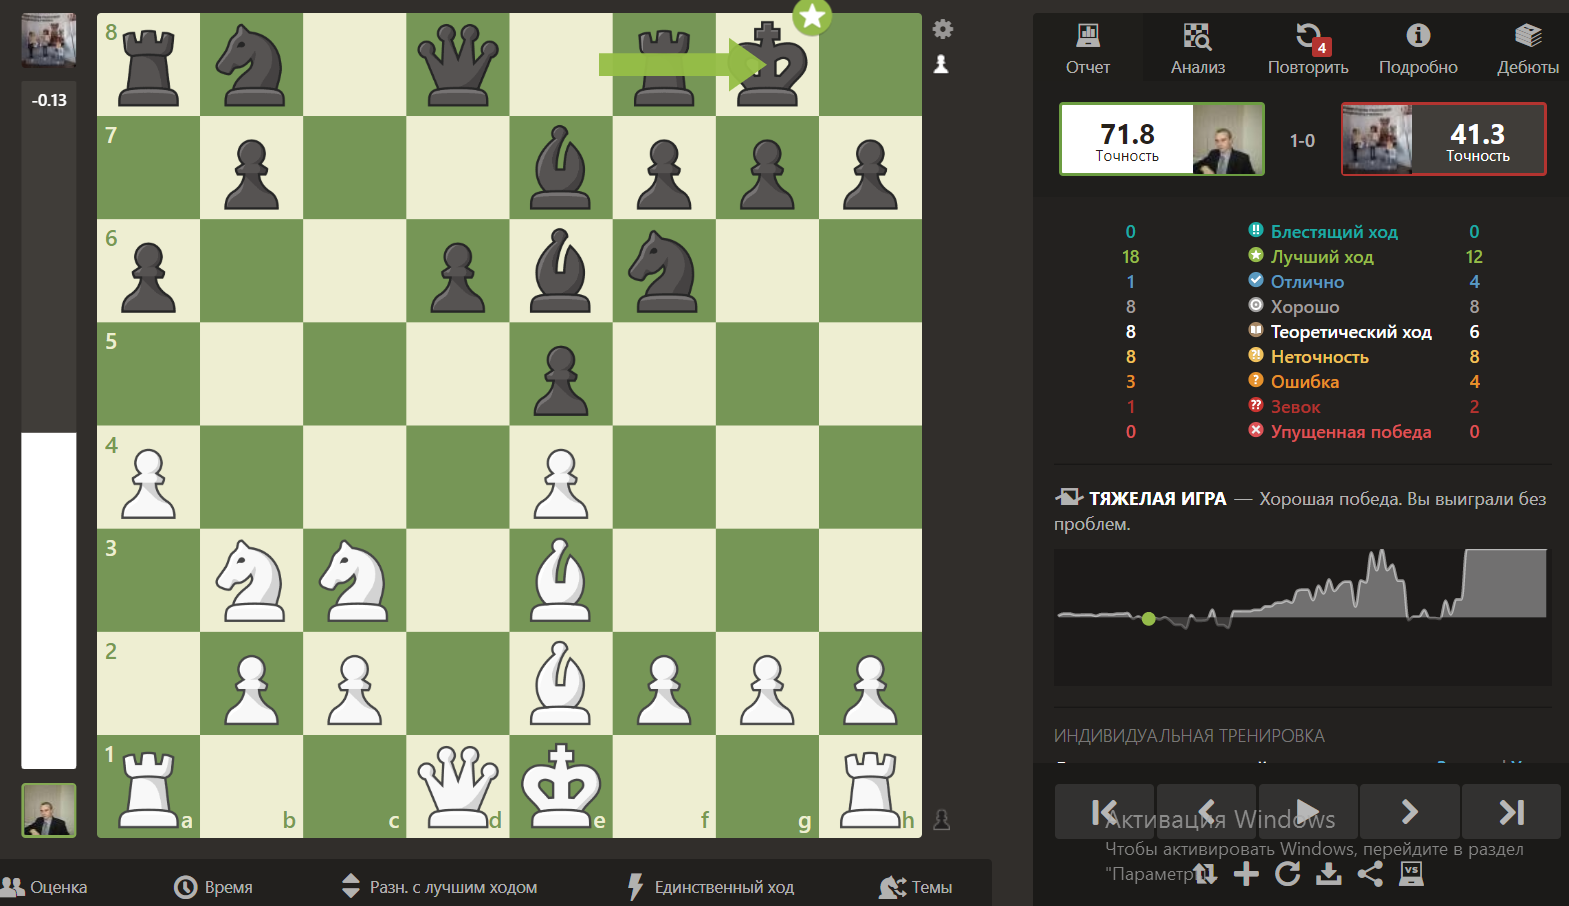 -0.13
8
7
6
5
4
3
2
1
a b c d e f g h
Оценка
Время
Разн. с лучшим ходом
Единственный ход
Темы
Отчет
Анализ
4
Повторить
Подробно
Дебюты
71.8
Точность
1-0
41.3
Точность
0 Блестящий ход 0
18 Лучший ход 12
1 Отлично 4
8 Хорошо 8
8 Теоретический ход 6
8 Неточность 8
3 Ошибка 4
1 Зевок 2
0 Упущенная победа 0
ТЯЖЕЛАЯ ИГРА — Хорошая победа. Вы выиграли без
проблем.
ИНДИВИДУАЛЬНАЯ ТРЕНИРОВКА
Активация Windows
Чтобы активировать Windows, перейдите в раздел
"Параметры
vs